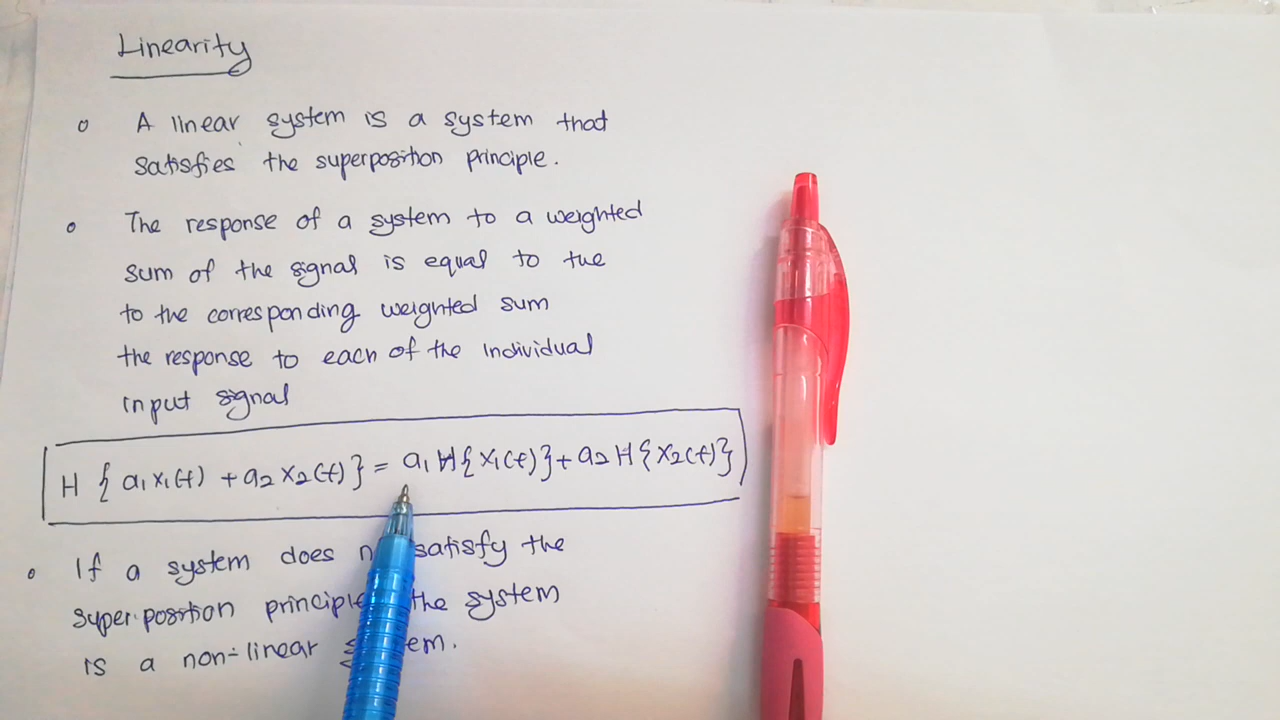 Linearity
o A linear system is a system that
satisfies the superposition principle.
o The response of a system to a weighted
sum of the signal is equal to the
to the corresponding weighted sum
the response to each of the individual
input signal
H { a1x1(t) + a2 x2(t)} = a1 H{x1(t)} + a2 H{x2(t)}
o If a system does satisfy the
superposition principle the system
is a non-linear